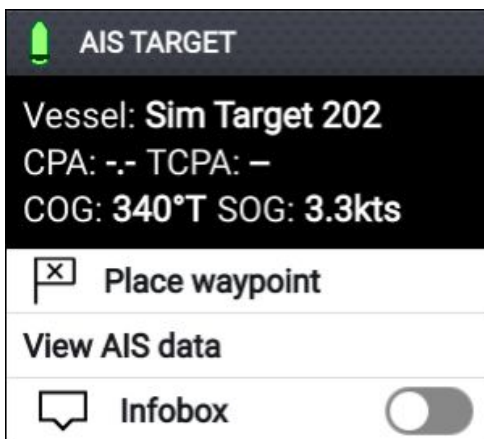 AIS TARGET
Vessel: Sim Target 202
CPA: -.- TCPA: –
COG: 340°T SOG: 3.3kts
Place waypoint
View AIS data
Infobox